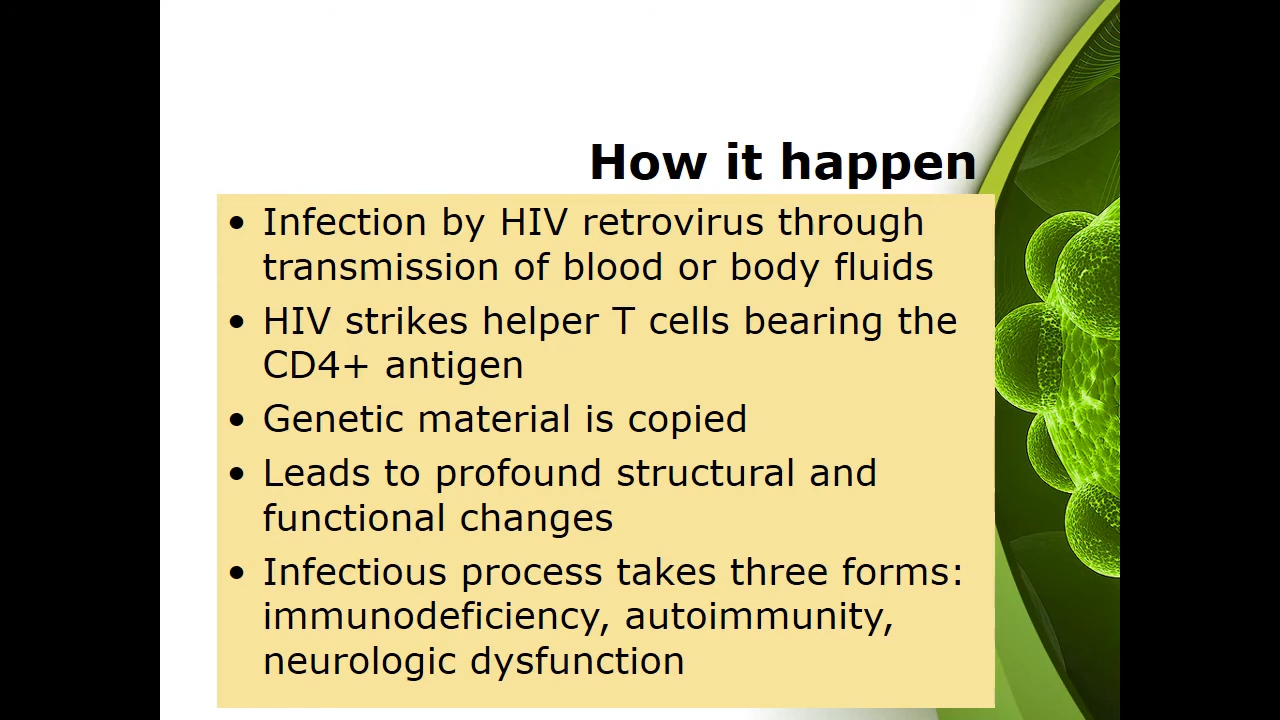 How it happen
• Infection by HIV retrovirus through
transmission of blood or body fluids
• HIV strikes helper T cells bearing the
CD4+ antigen
• Genetic material is copied
• Leads to profound structural and
functional changes
• Infectious process takes three forms:
immunodeficiency, autoimmunity,
neurologic dysfunction